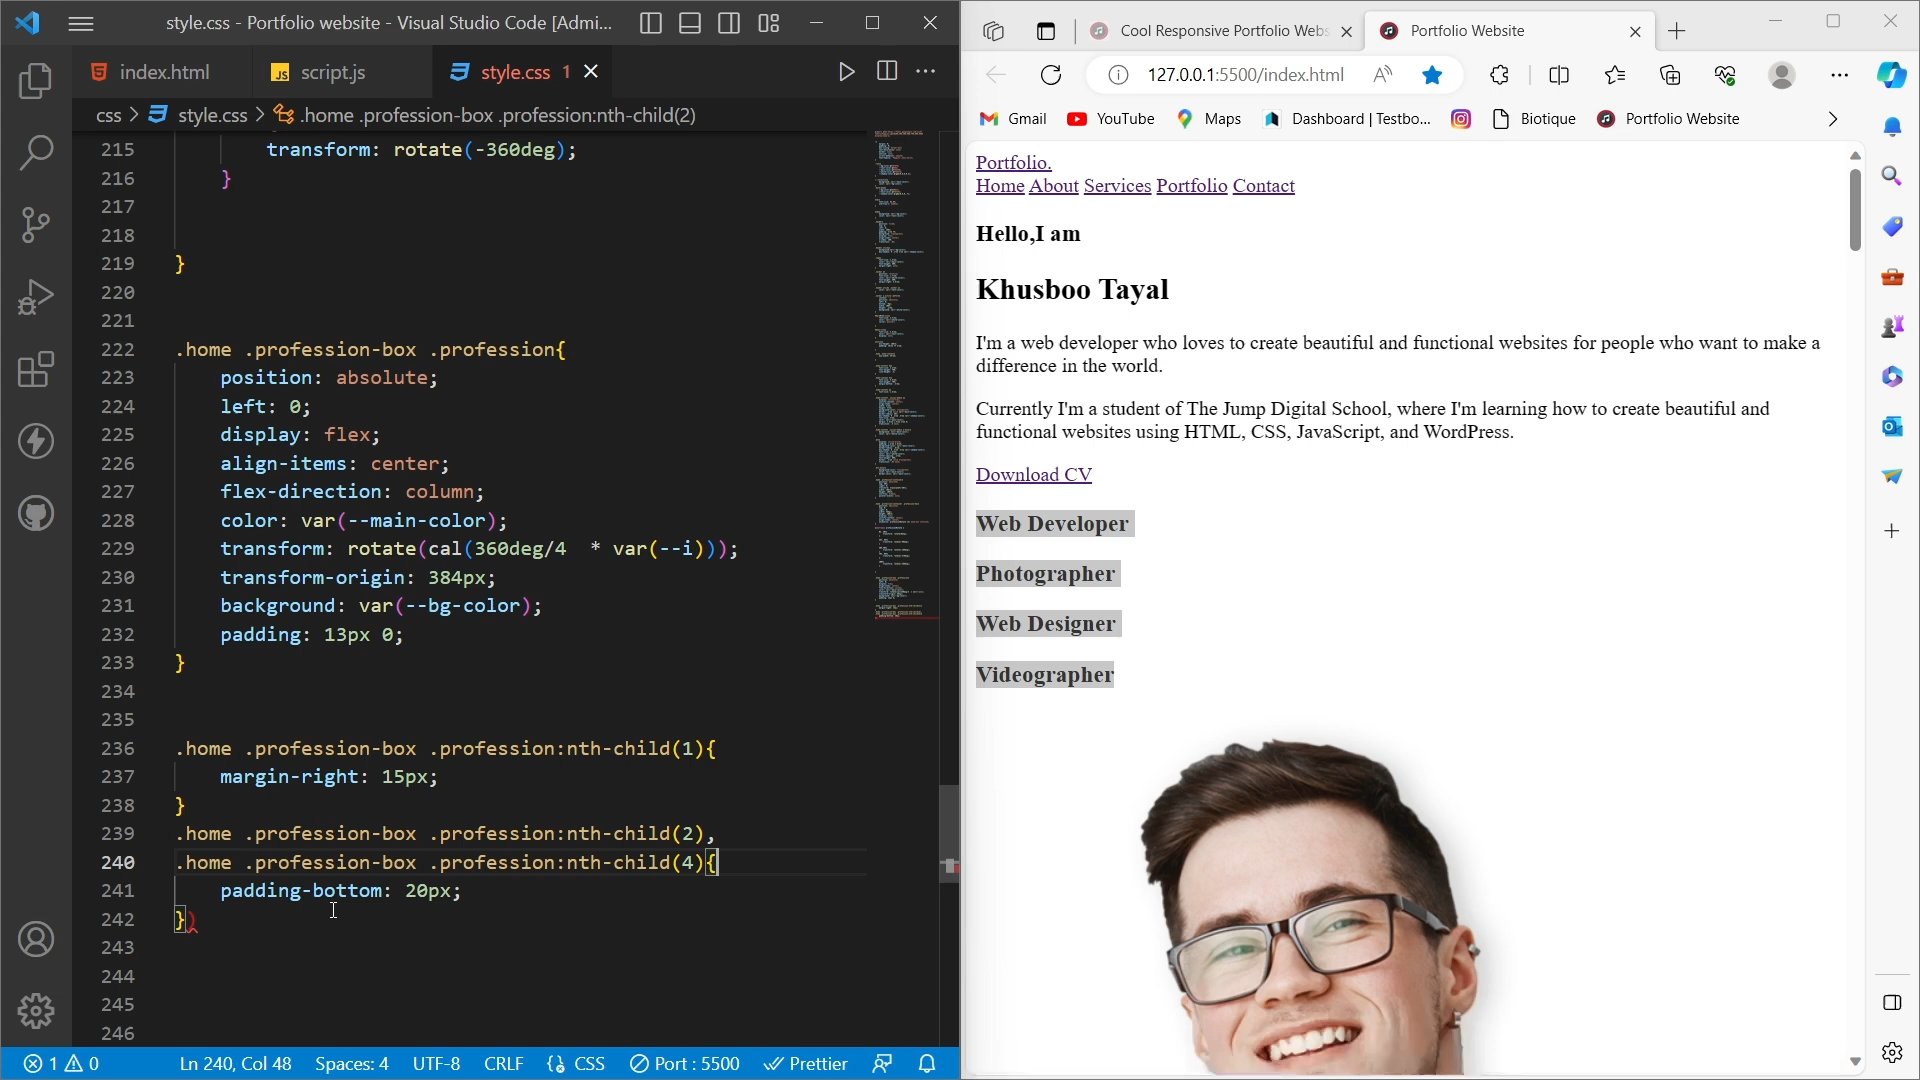 style.css - Portfolio website - Visual Studio Code [Admi...
index.html
JS script.js
style.css 1
css > style.css > .home .profession-box .profession:nth-child(2)
215 transform: rotate(-360deg);
216 }
217
218
219 }
220
221
222 .home .profession-box .profession{
223 position: absolute;
224 left: 0;
225 display: flex;
226 align-items: center;
227 flex-direction: column;
228 color: var(--main-color);
229 transform: rotate(cal(360deg/4  * var(--i)));
230 transform-origin: 384px;
231 background: var(--bg-color);
232 padding: 13px 0;
233 }
234
235
236 .home .profession-box .profession:nth-child(1){
237 margin-right: 15px;
238 }
239 .home .profession-box .profession:nth-child(2),
240 .home .profession-box .profession:nth-child(4){
241 padding-bottom: 20px;
242 })
243
244
245
246
1 0 Ln 240, Col 48 Spaces: 4 UTF-8 CRLF {} CSS Port : 5500 Prettier
Cool Responsive Portfolio Webs
Portfolio Website
127.0.0.1:5500/index.html
Gmail YouTube Maps Dashboard | Testbo... Biotique Portfolio Website
Portfolio.
Home About Services Portfolio Contact
Hello,I am
Khusboo Tayal
I'm a web developer who loves to create beautiful and functional websites for people who want to make a
difference in the world.
Currently I'm a student of The Jump Digital School, where I'm learning how to create beautiful and
functional websites using HTML, CSS, JavaScript, and WordPress.
Download CV
Web Developer
Photographer
Web Designer
Videographer